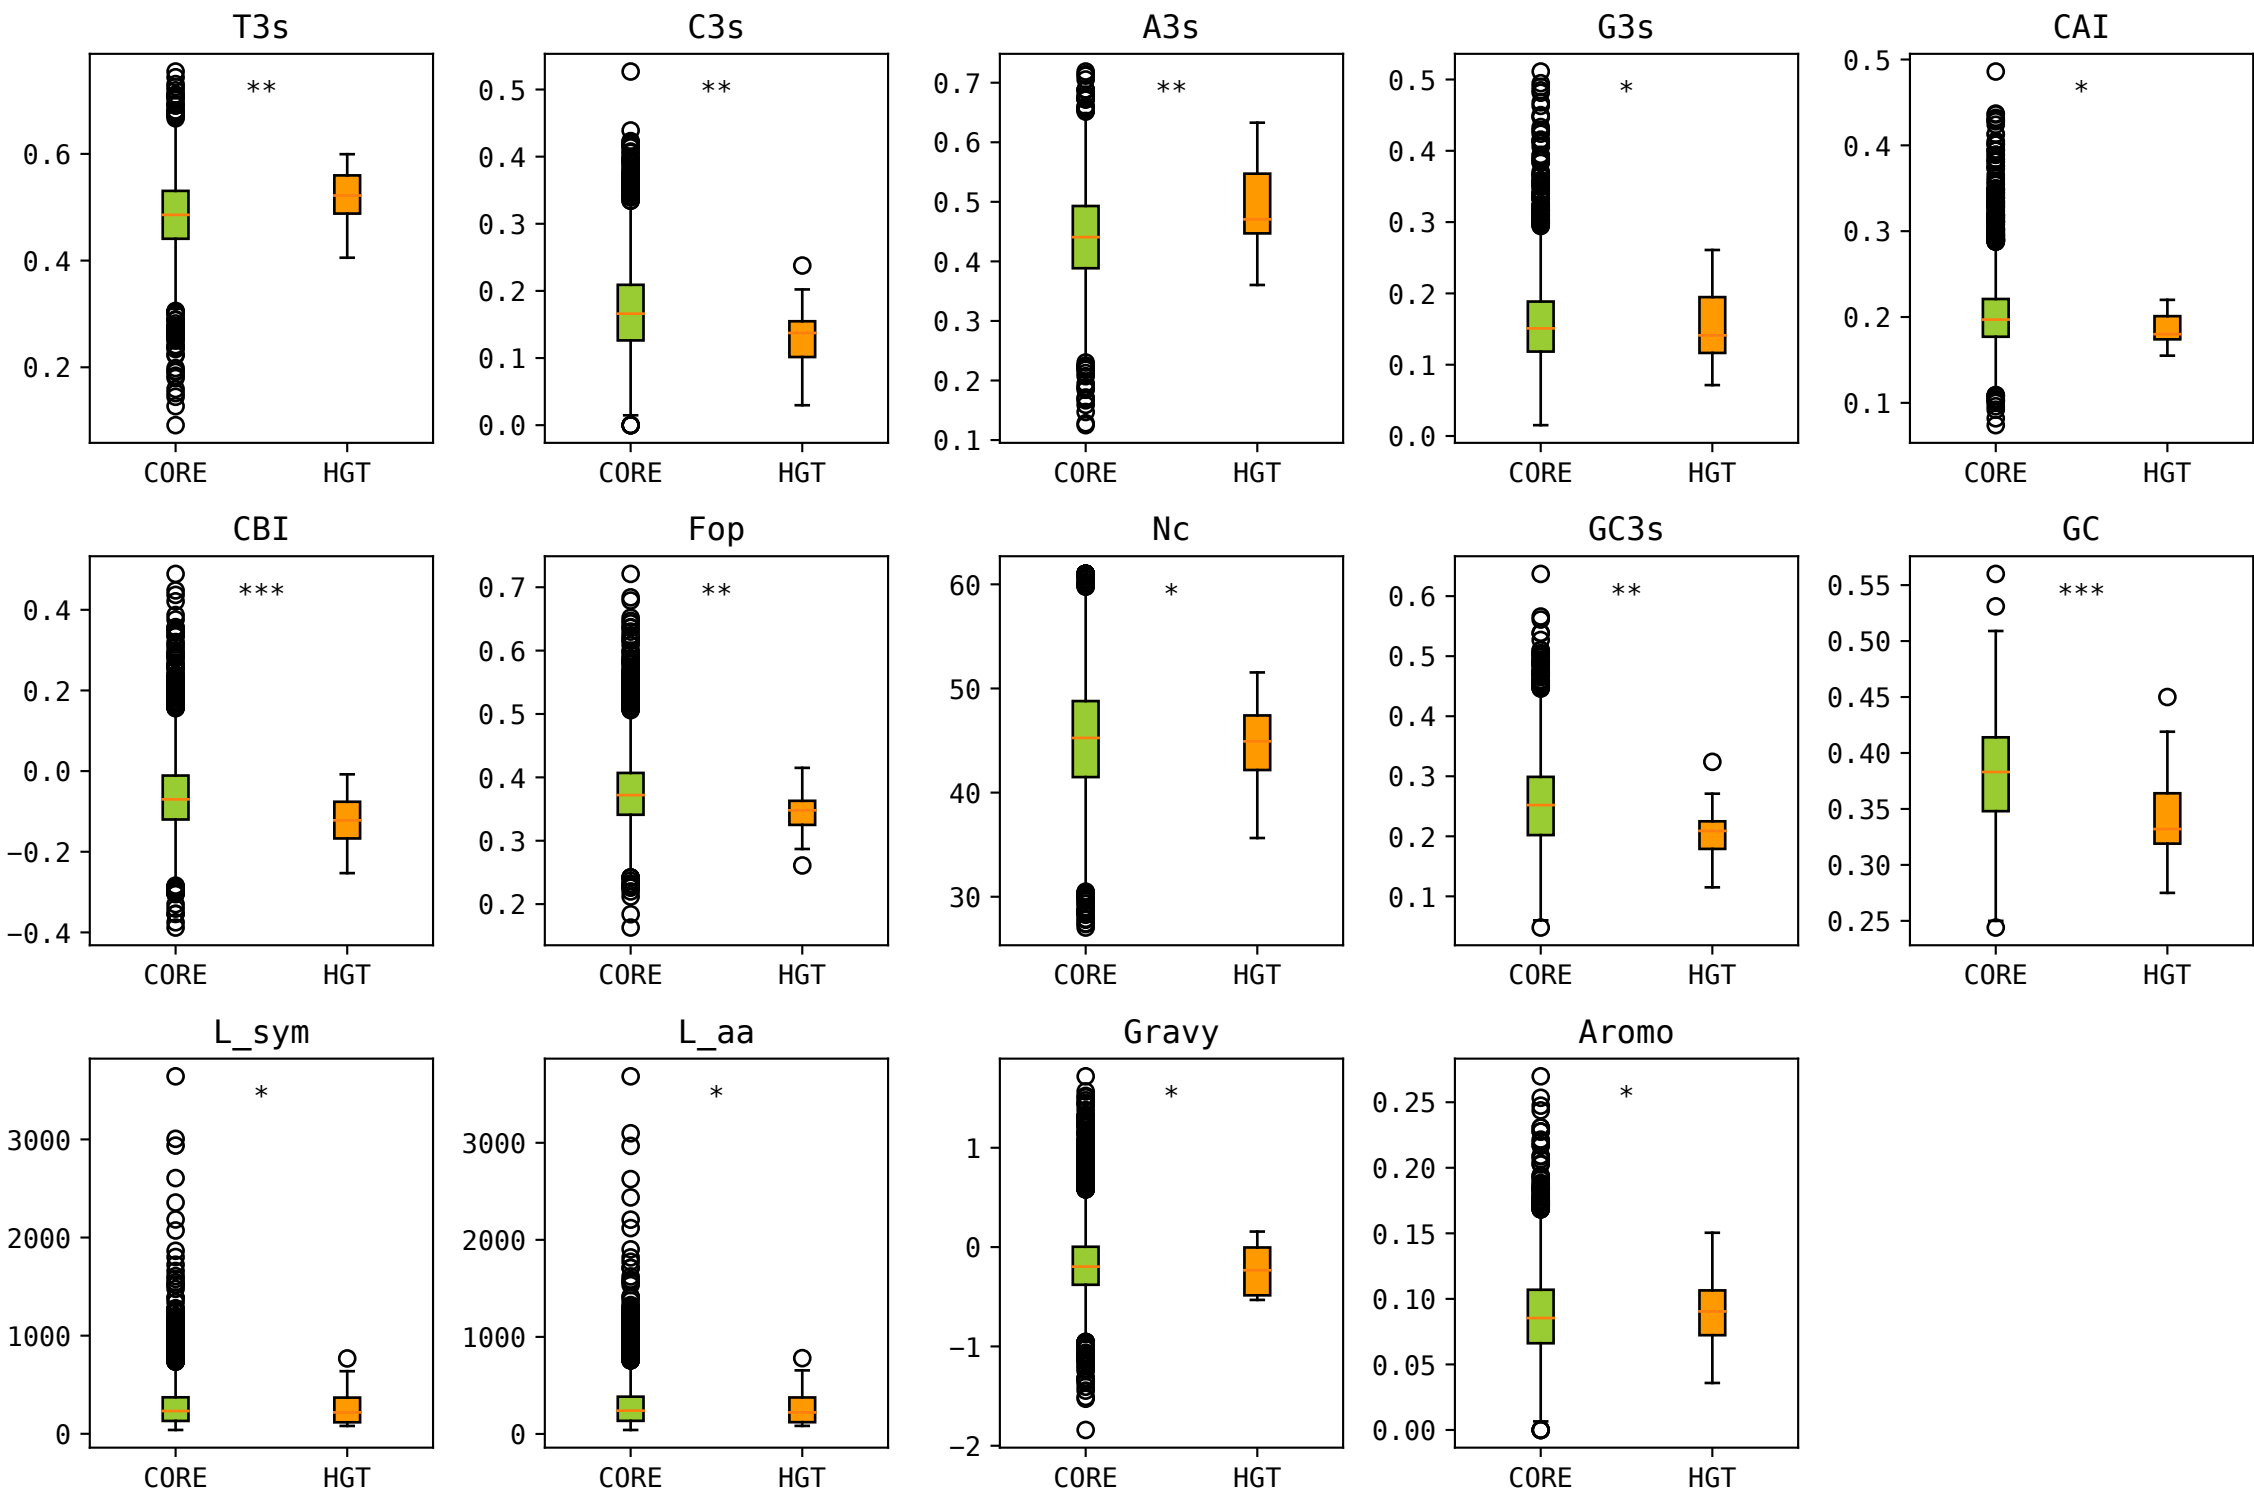 T3s C3s A3s G3s CAI
** ** ** * *
0.6 0.4 0.2
0.5 0.4 0.3 0.2 0.1 0.0
0.7 0.6 0.5 0.4 0.3 0.2 0.1
0.5 0.4 0.3 0.2 0.1 0.0
0.5 0.4 0.3 0.2 0.1
CORE HGT CORE HGT CORE HGT CORE HGT CORE HGT
CBI Fop Nc GC3s GC
*** ** * ** ***
0.4 0.2 0.0 −0.2 −0.4
0.7 0.6 0.5 0.4 0.3 0.2
60 50 40 30
0.6 0.5 0.4 0.3 0.2 0.1
0.55 0.50 0.45 0.40 0.35 0.30 0.25
CORE HGT CORE HGT CORE HGT CORE HGT CORE HGT
L_sym L_aa Gravy Aromo
* * * *
3000 2000 1000 0
3000 2000 1000 0
1 0 −1 −2
0.25 0.20 0.15 0.10 0.05 0.00
CORE HGT CORE HGT CORE HGT CORE HGT